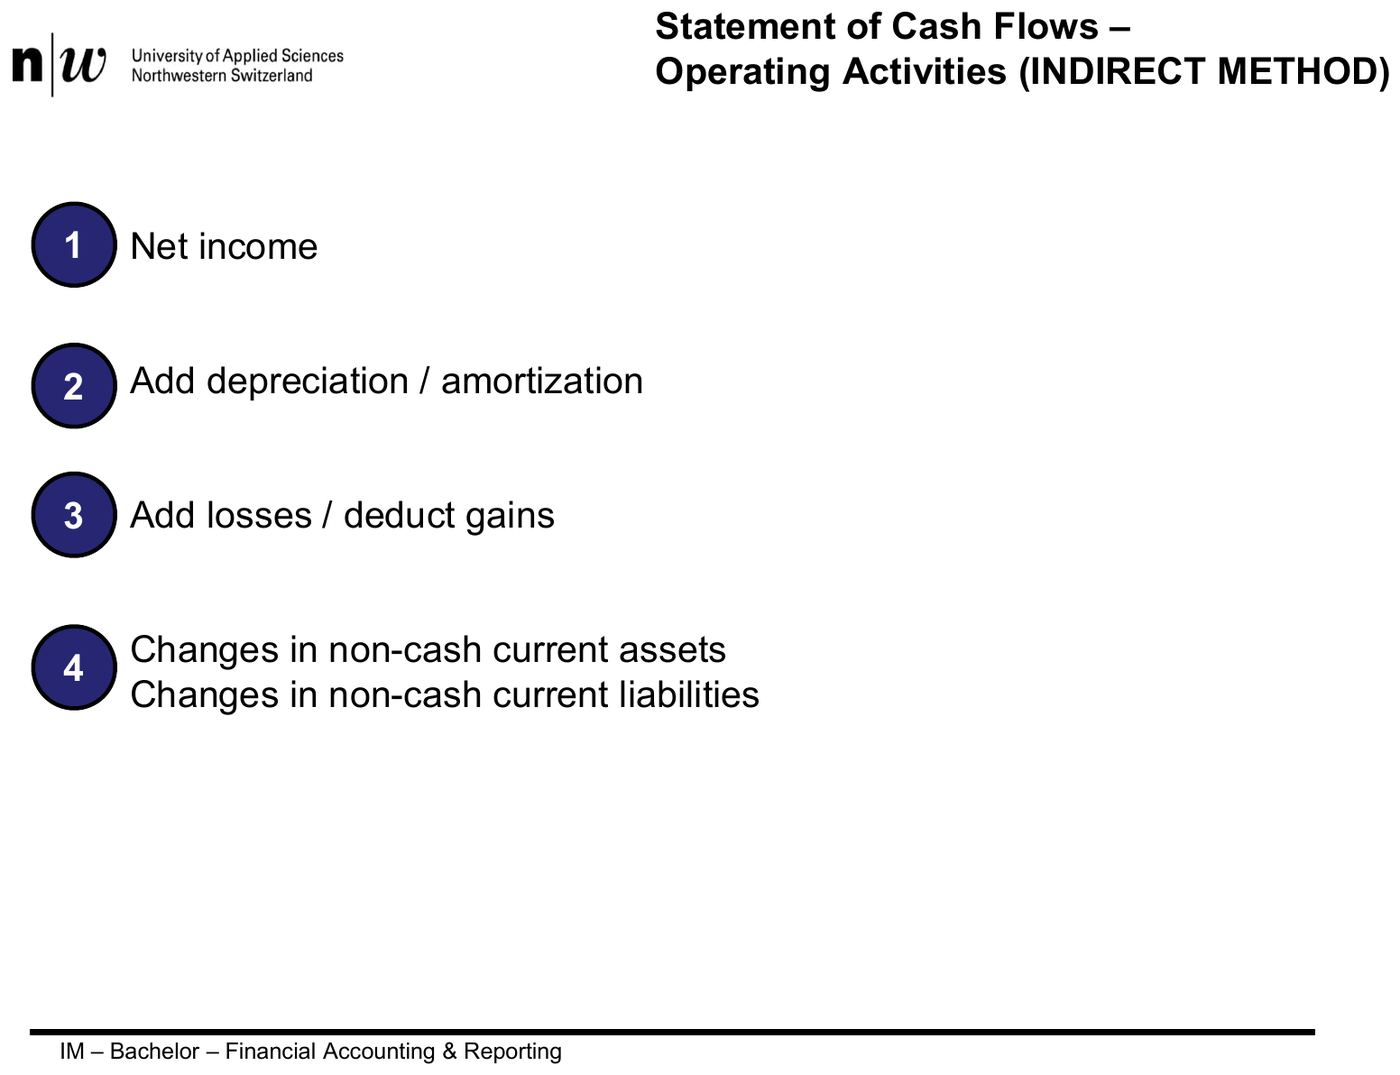 n|w University of Applied Sciences
Northwestern Switzerland
Statement of Cash Flows –
Operating Activities (INDIRECT METHOD)
1 Net income
2 Add depreciation / amortization
3 Add losses / deduct gains
4 Changes in non-cash current assets
Changes in non-cash current liabilities
IM – Bachelor – Financial Accounting & Reporting